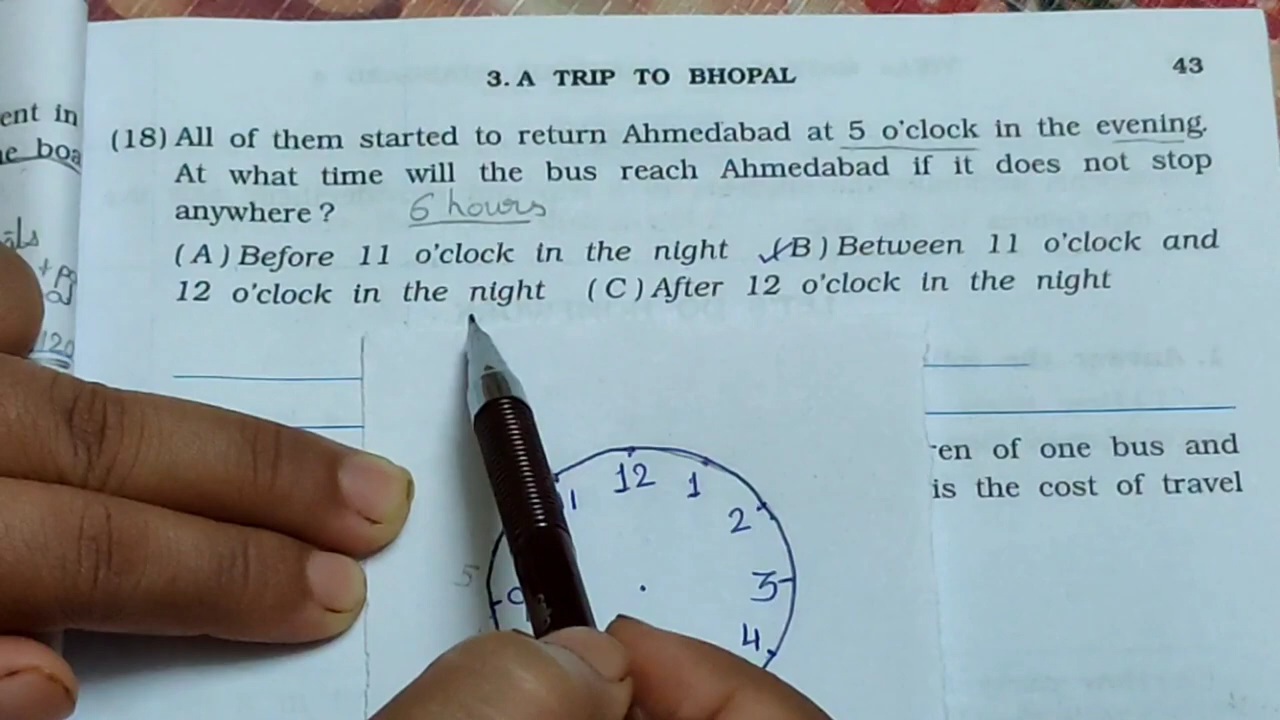 3. A TRIP TO BHOPAL 43
ent in
(18) All of them started to return Ahmedabad at 5 o'clock in the evening.
At what time will the bus reach Ahmedabad if it does not stop
anywhere? 6 hours
(A) Before 11 o'clock in the night (B) Between 11 o'clock and
12 o'clock in the night (C) After 12 o'clock in the night
120
en of one bus and
is the cost of travel
12
1
2
3
4
9
5